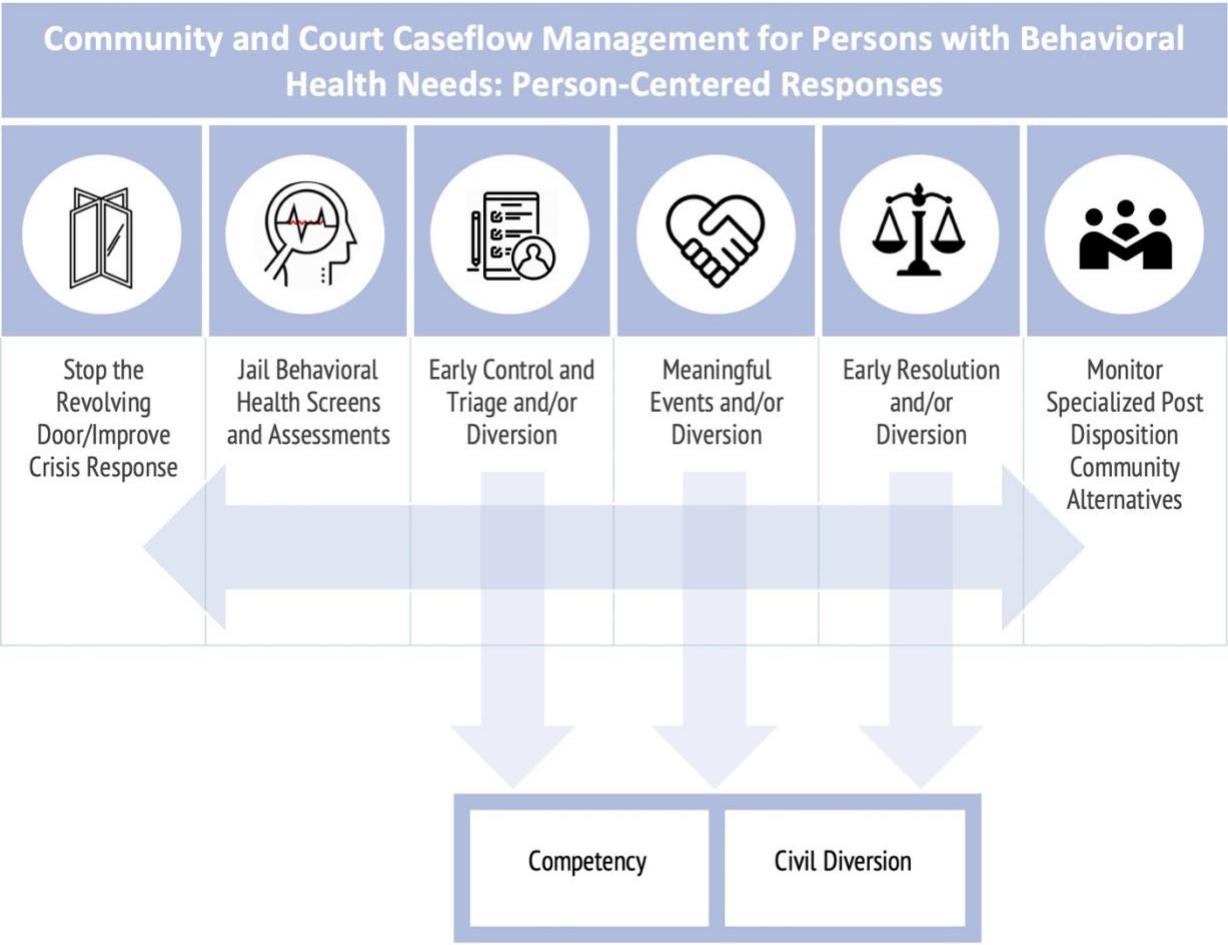 Community and Court Caseflow Management for Persons with Behavioral
Health Needs: Person-Centered Responses
Stop the
Revolving
Door/Improve
Crisis Response
Jail Behavioral
Health Screens
and Assessments
Early Control and
Triage and/or
Diversion
Meaningful
Events and/or
Diversion
Early Resolution
and/or
Diversion
Monitor
Specialized Post
Disposition
Community
Alternatives
Competency
Civil Diversion